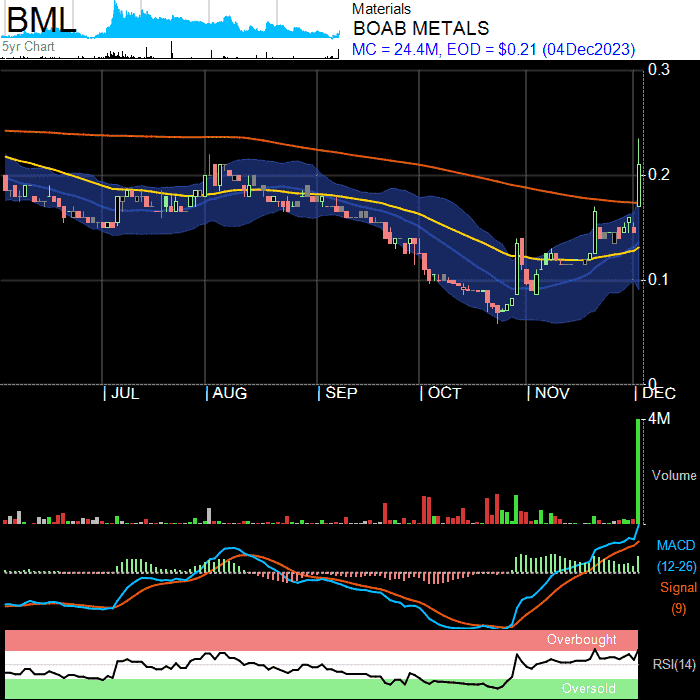 BML
5yr Chart
Materials
BOAB METALS
MC = 24.4M, EOD = $0.21 (04Dec2023)
0.3
0.2
0.1
0
JUL AUG SEP OCT NOV DEC
4M
Volume
MACD
(12-26)
Signal
(9)
Overbought
RSI(14)
Oversold